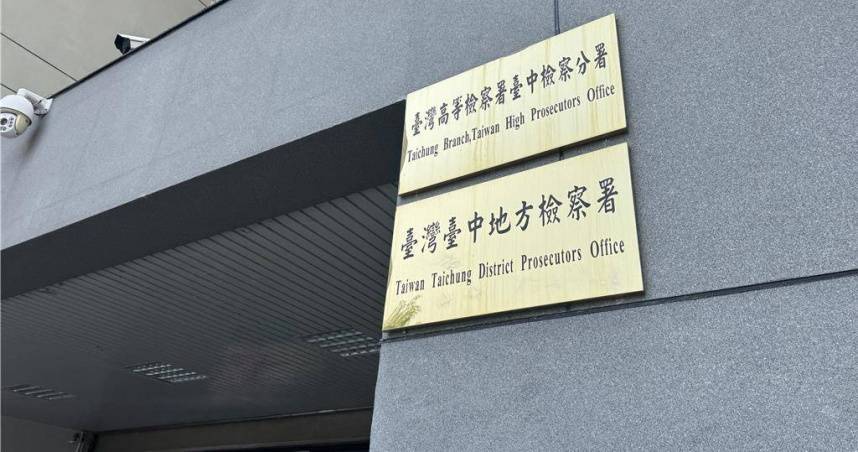 臺灣高等檢察署臺中檢察分署
Taichung Branch,Taiwan High Prosecutors Office
臺灣臺中地方檢察署
Taiwan Taichung District Prosecutors Office